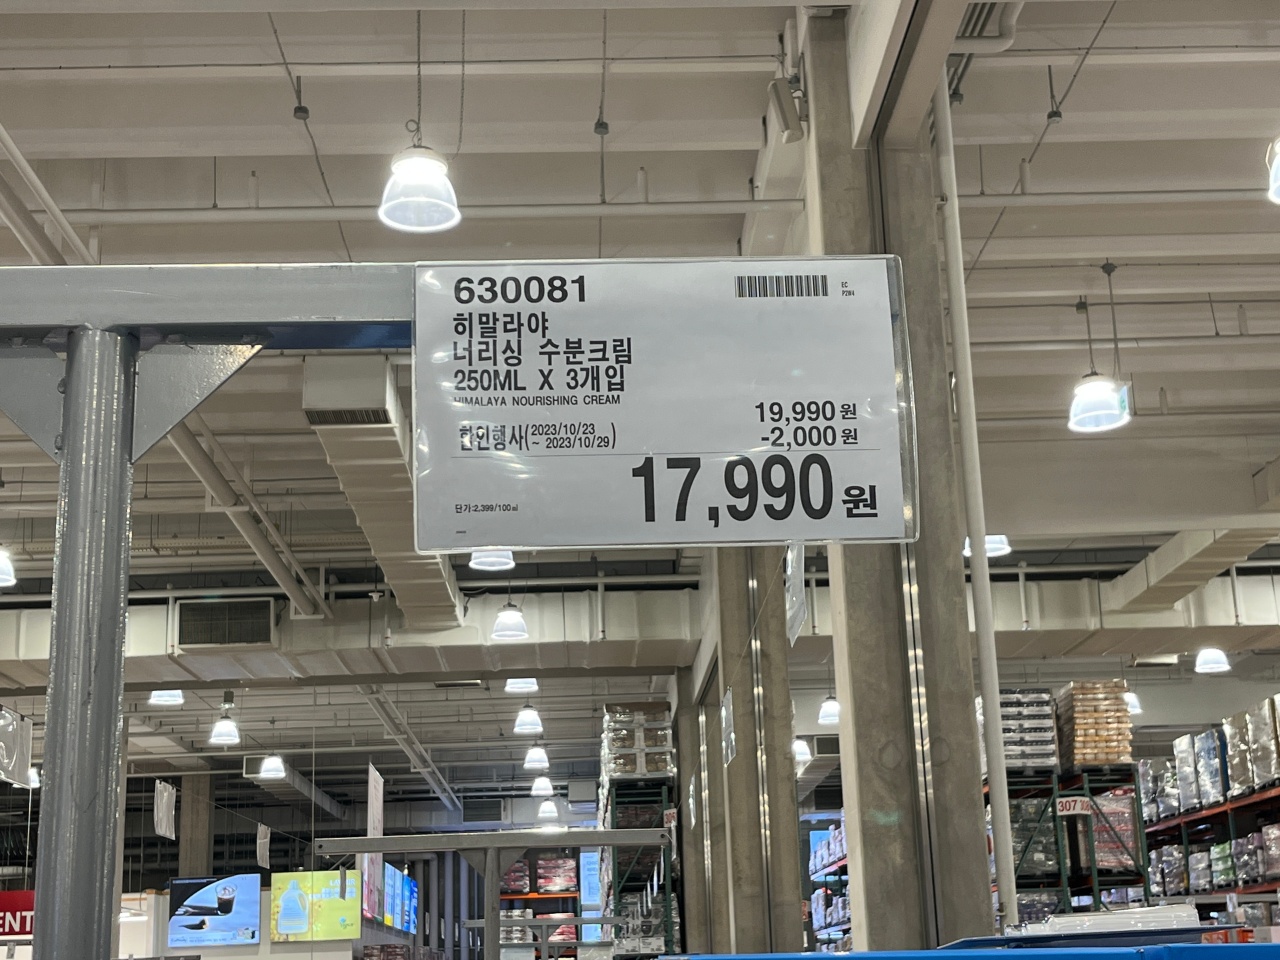 630081
EC
P2W4
히말라야
너리싱 수분크림
250ML X 3개입
HIMALAYA NOURISHING CREAM
19,990 원
할인행사(2023/10/23 ~ 2023/10/29)
-2,000 원
17,990 원
단가:2,399/100㎖
307